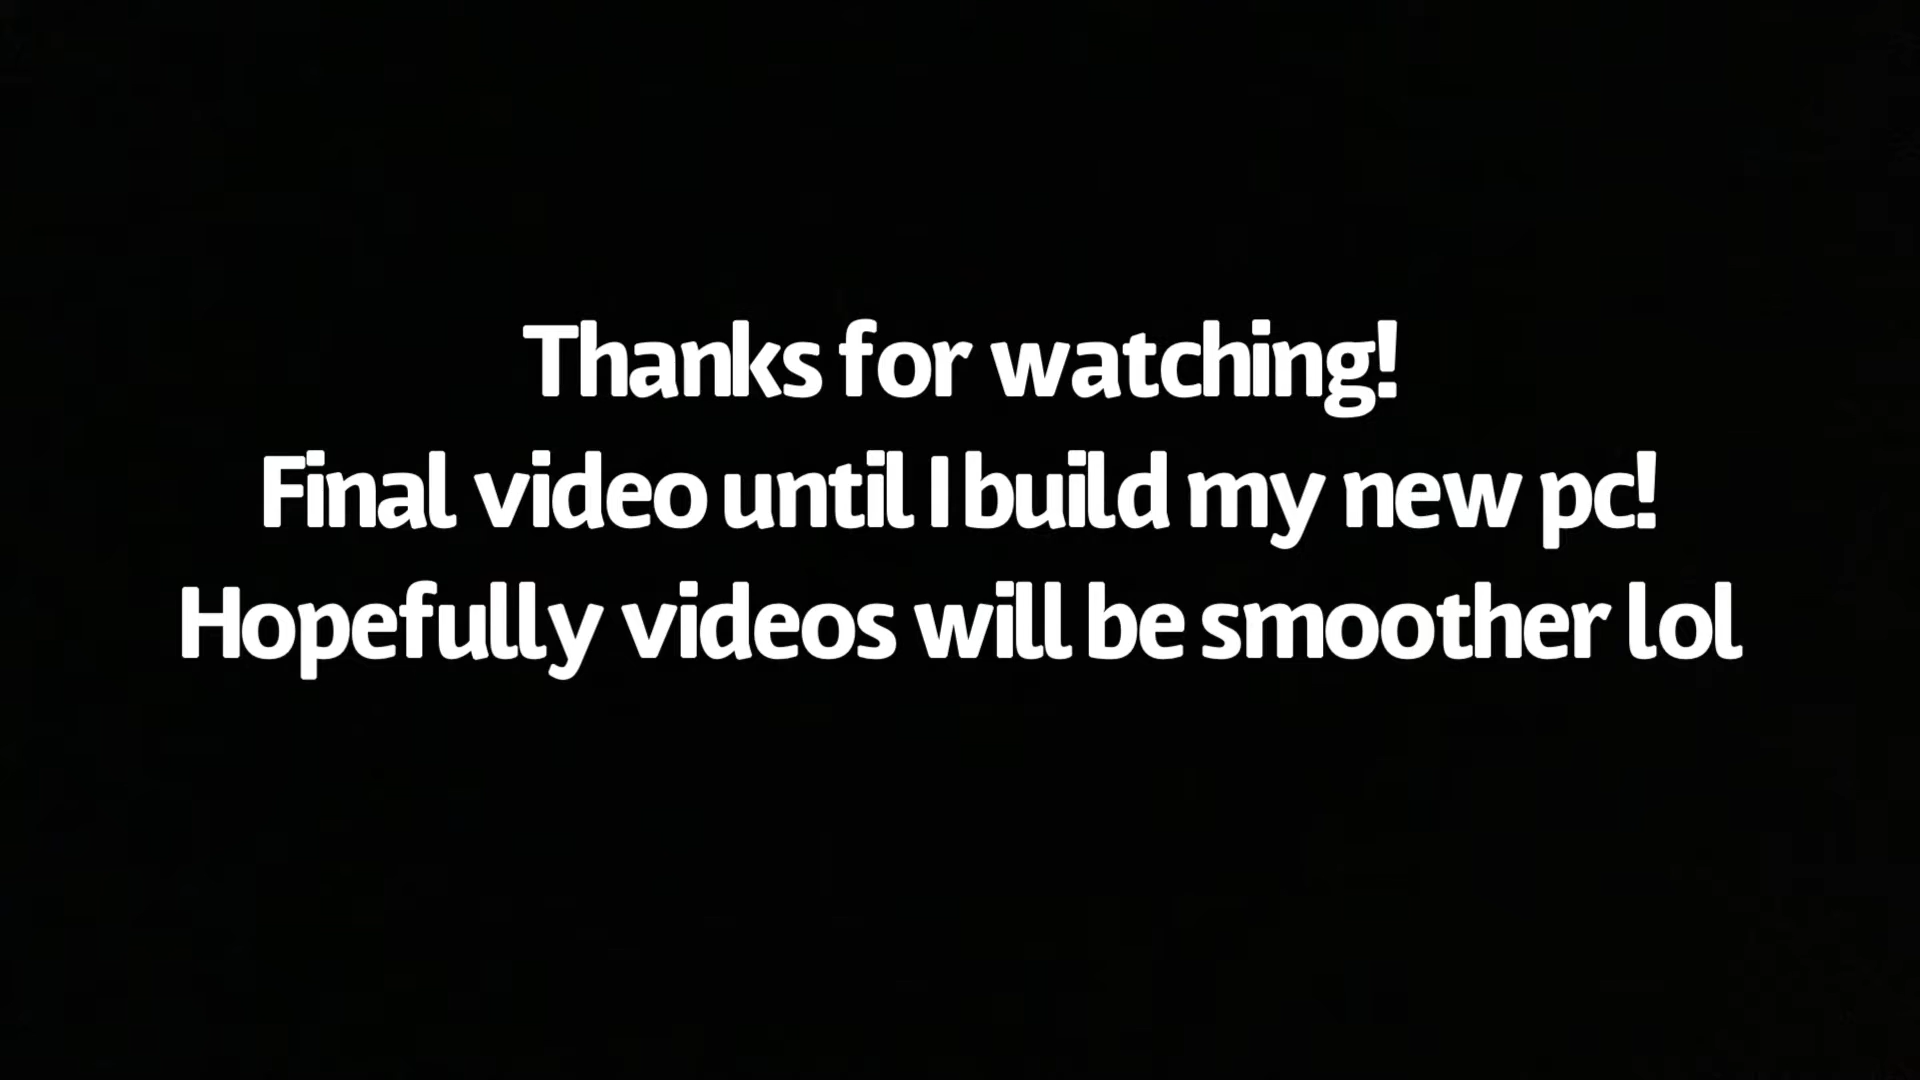 Thanks for watching!
Final video until I build my new pc!
Hopefully videos will be smoother lol